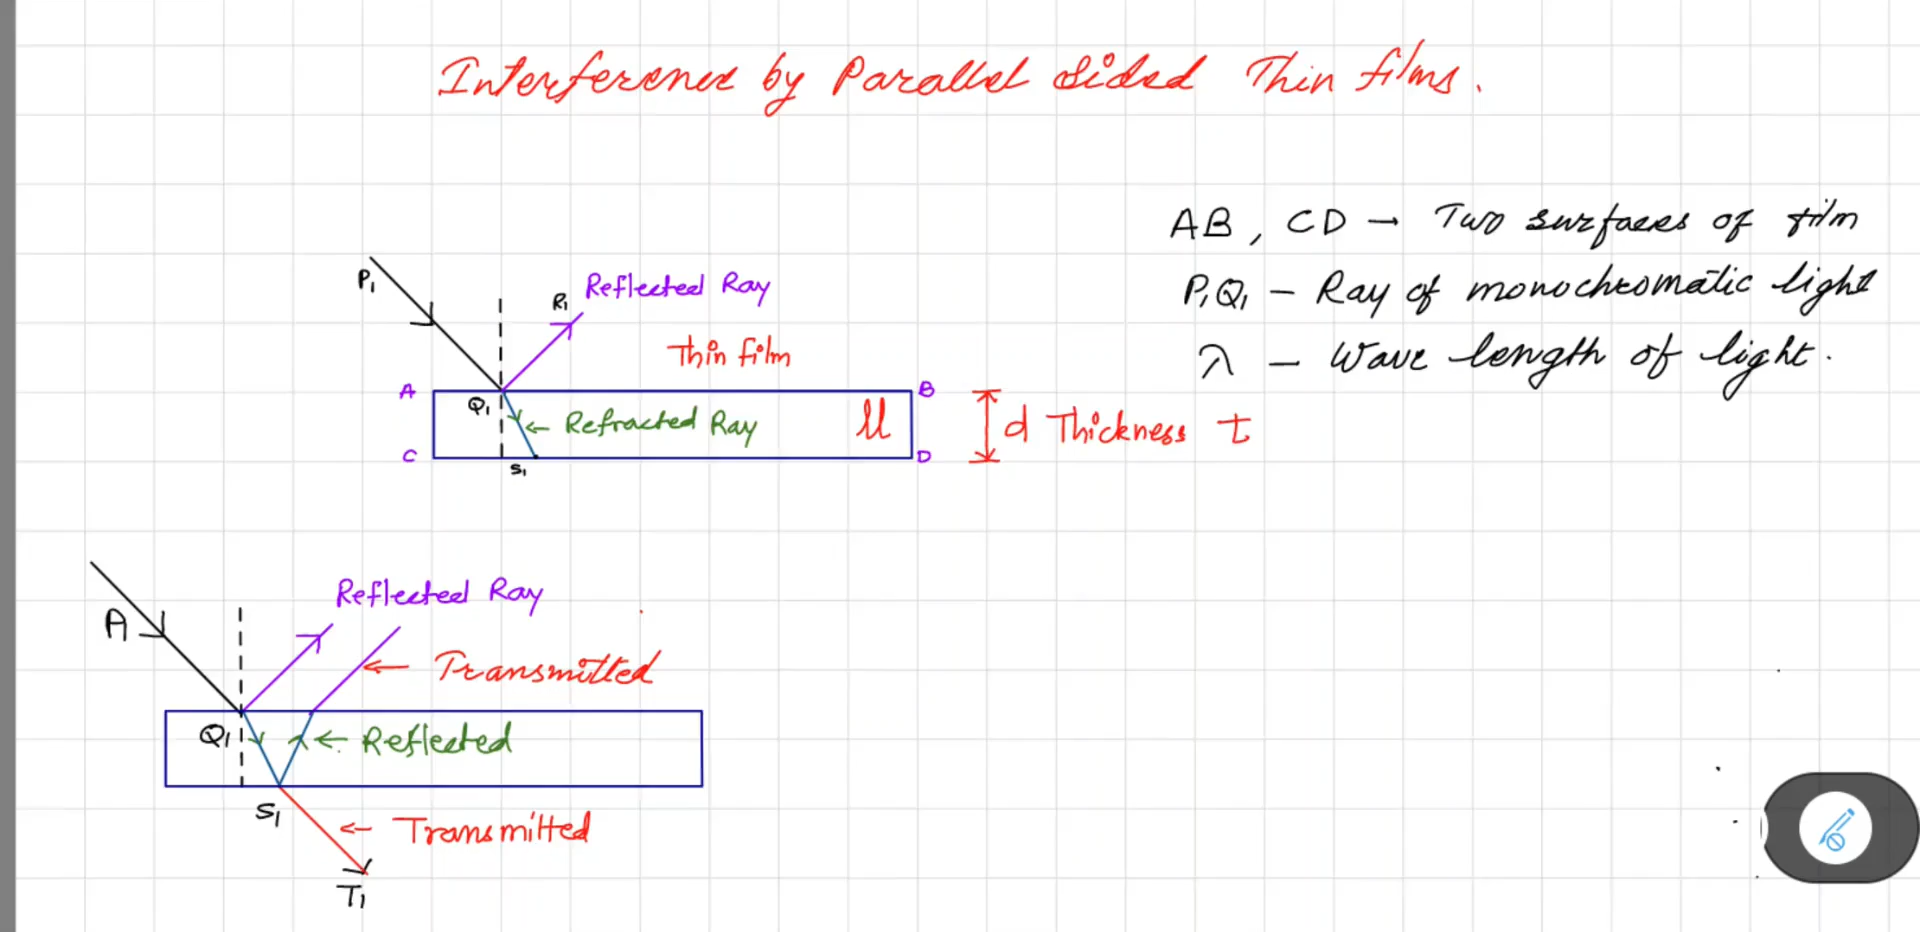 Interference by Parallel Sided Thin films.
AB, CD → Two surfaces of film
P₁Q₁ – Ray of monochromatic light
λ – Wave length of light.
P₁
R₁ Reflected Ray
Thin film
A
B
Q₁
← Refracted Ray
μ
d Thickness t
C
S₁
D
Reflected Ray
A
← Transmitted
Q₁
← Reflected
S₁
← Transmitted
T₁